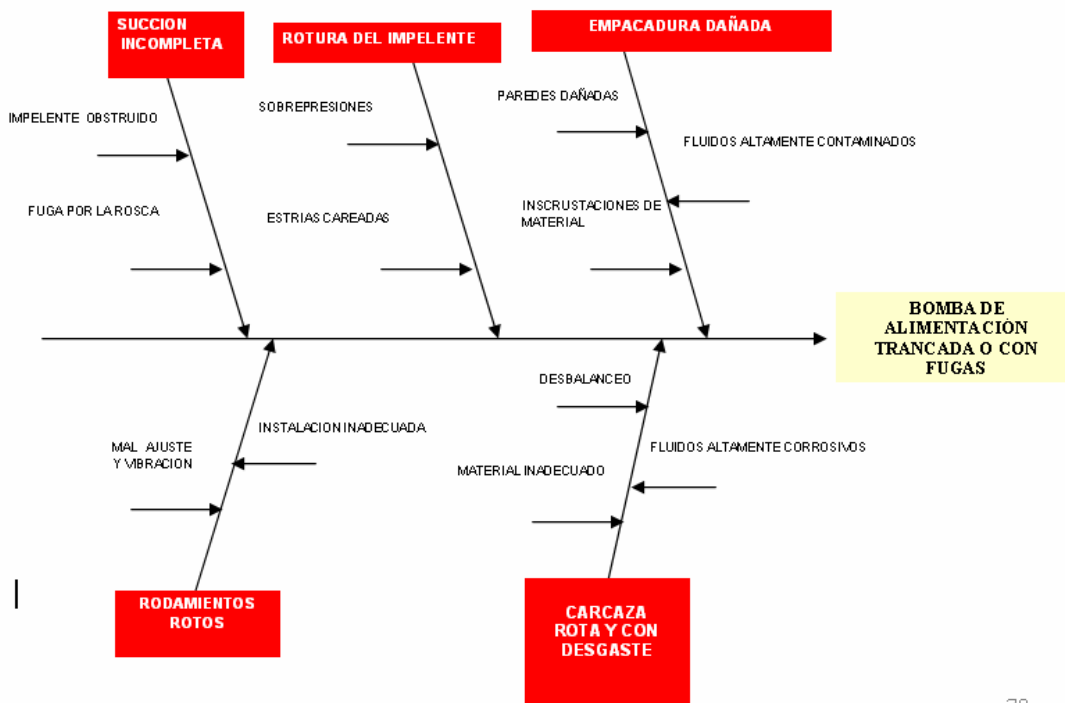 SUCCION
INCOMPLETA
ROTURA DEL IMPELENTE
EMPACADURA DAÑADA
IMPELENTE OBSTRUIDO
FUGA POR LA ROSCA
SOBREPRESIONES
ESTRIAS CAREADAS
PAREDES DAÑADAS
FLUIDOS ALTAMENTE CONTAMINADOS
INSCRUSTACIONES DE
MATERIAL
BOMBA DE
ALIMENTACIÓN
TRANCADA O CON
FUGAS
MAL AJUSTE
Y VIBRACION
INSTALACION INADECUADA
DESBALANCEO
FLUIDOS ALTAMENTE CORROSIVOS
MATERIAL INADECUADO
RODAMIENTOS
ROTOS
CARCAZA
ROTA Y CON
DESGASTE